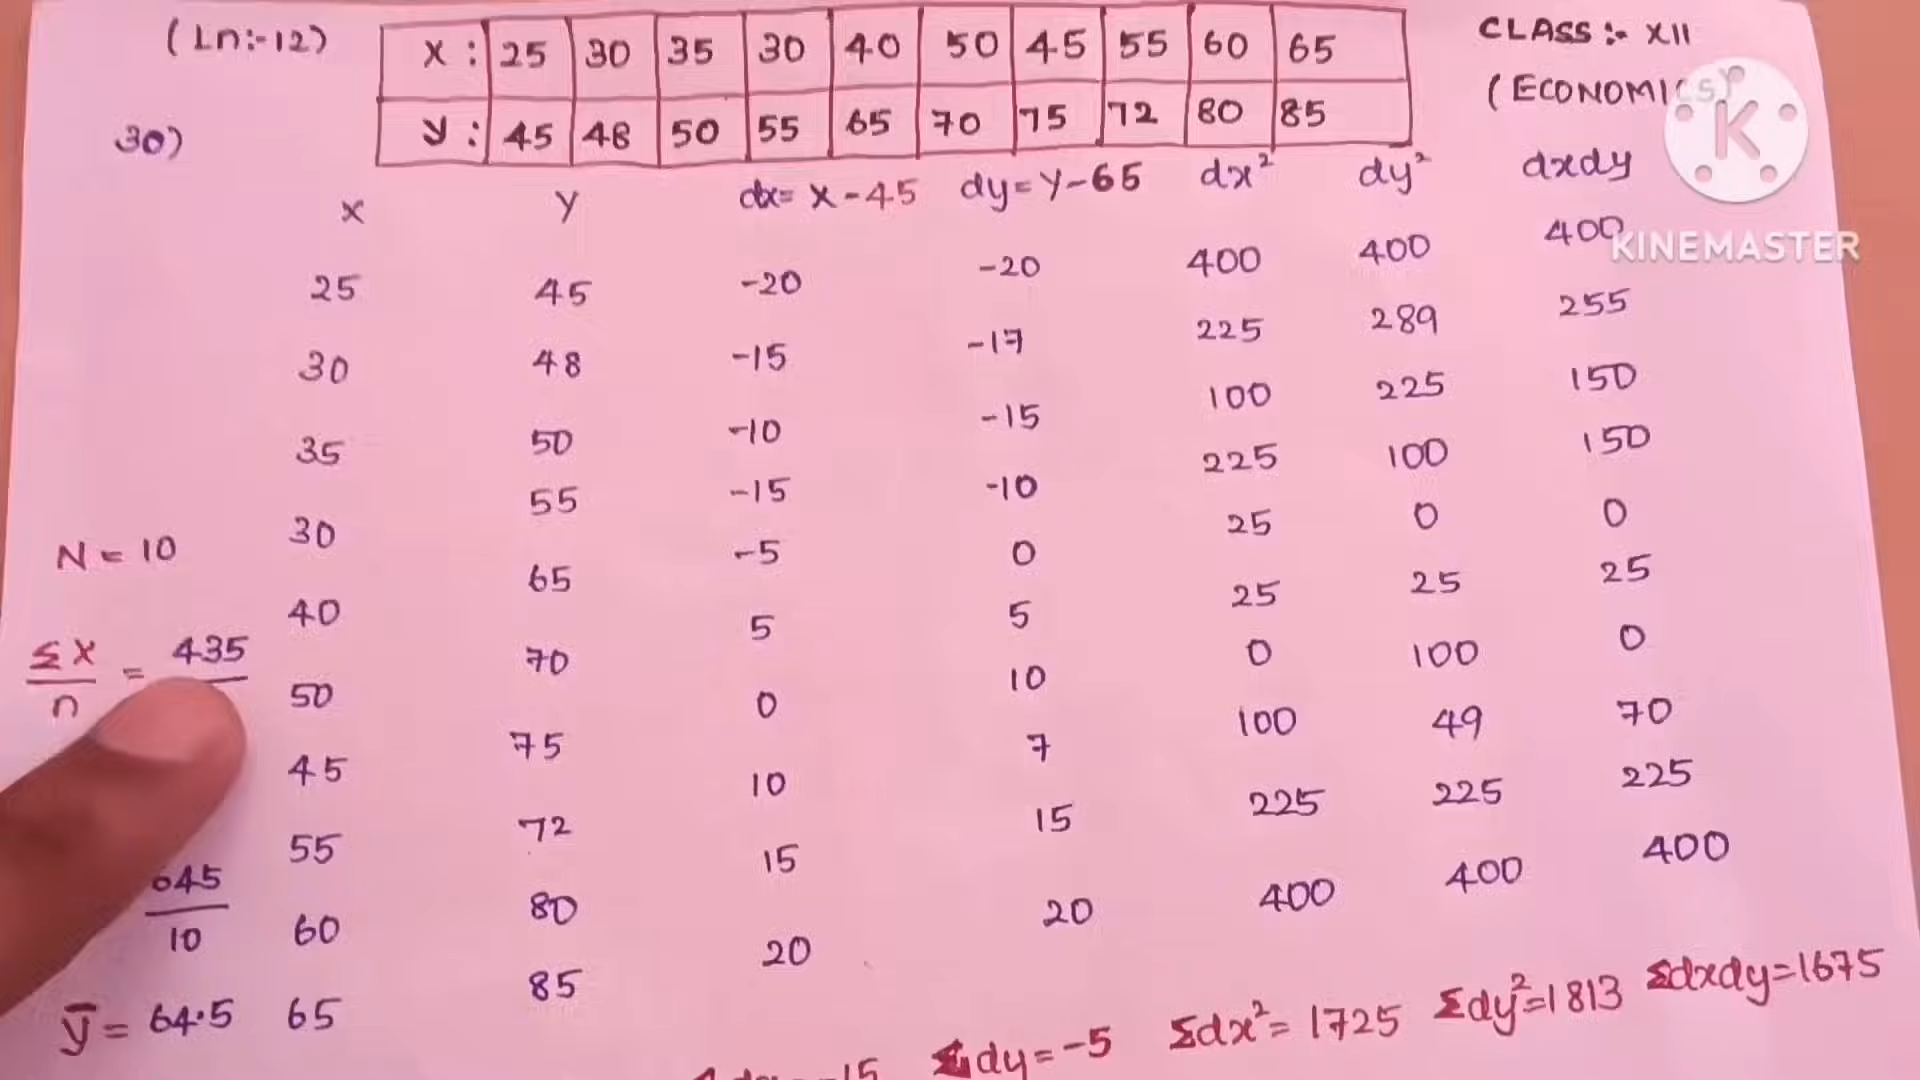 (Ln:-12)
X : 25 30 35 30 40 50 45 55 60 65
CLASS :- XII
(ECONOMICS)
30)
y : 45 48 50 55 65 70 75 72 80 85
x y dx= x-45 dy=y-65 dx² dy² dxdy
25 45 -20 -20 400 400 400
KINEMASTER
30 48 -15 -17 225 289 255
35 50 -10 -15 100 225 150
30 55 -15 -10 225 100 150
N = 10
40 65 -5 0 25 0 0
Σx/n = 435
50 70 5 5 25 25 25
45 75 0 10 0 100 0
55 72 10 7 100 49 70
645/10
60 80 15 15 225 225 225
65 85 20 20 400 400 400
ȳ = 64.5
-15 Σdy=-5 Σdx²= 1725 Σdy²=1813 Σdxdy=1675